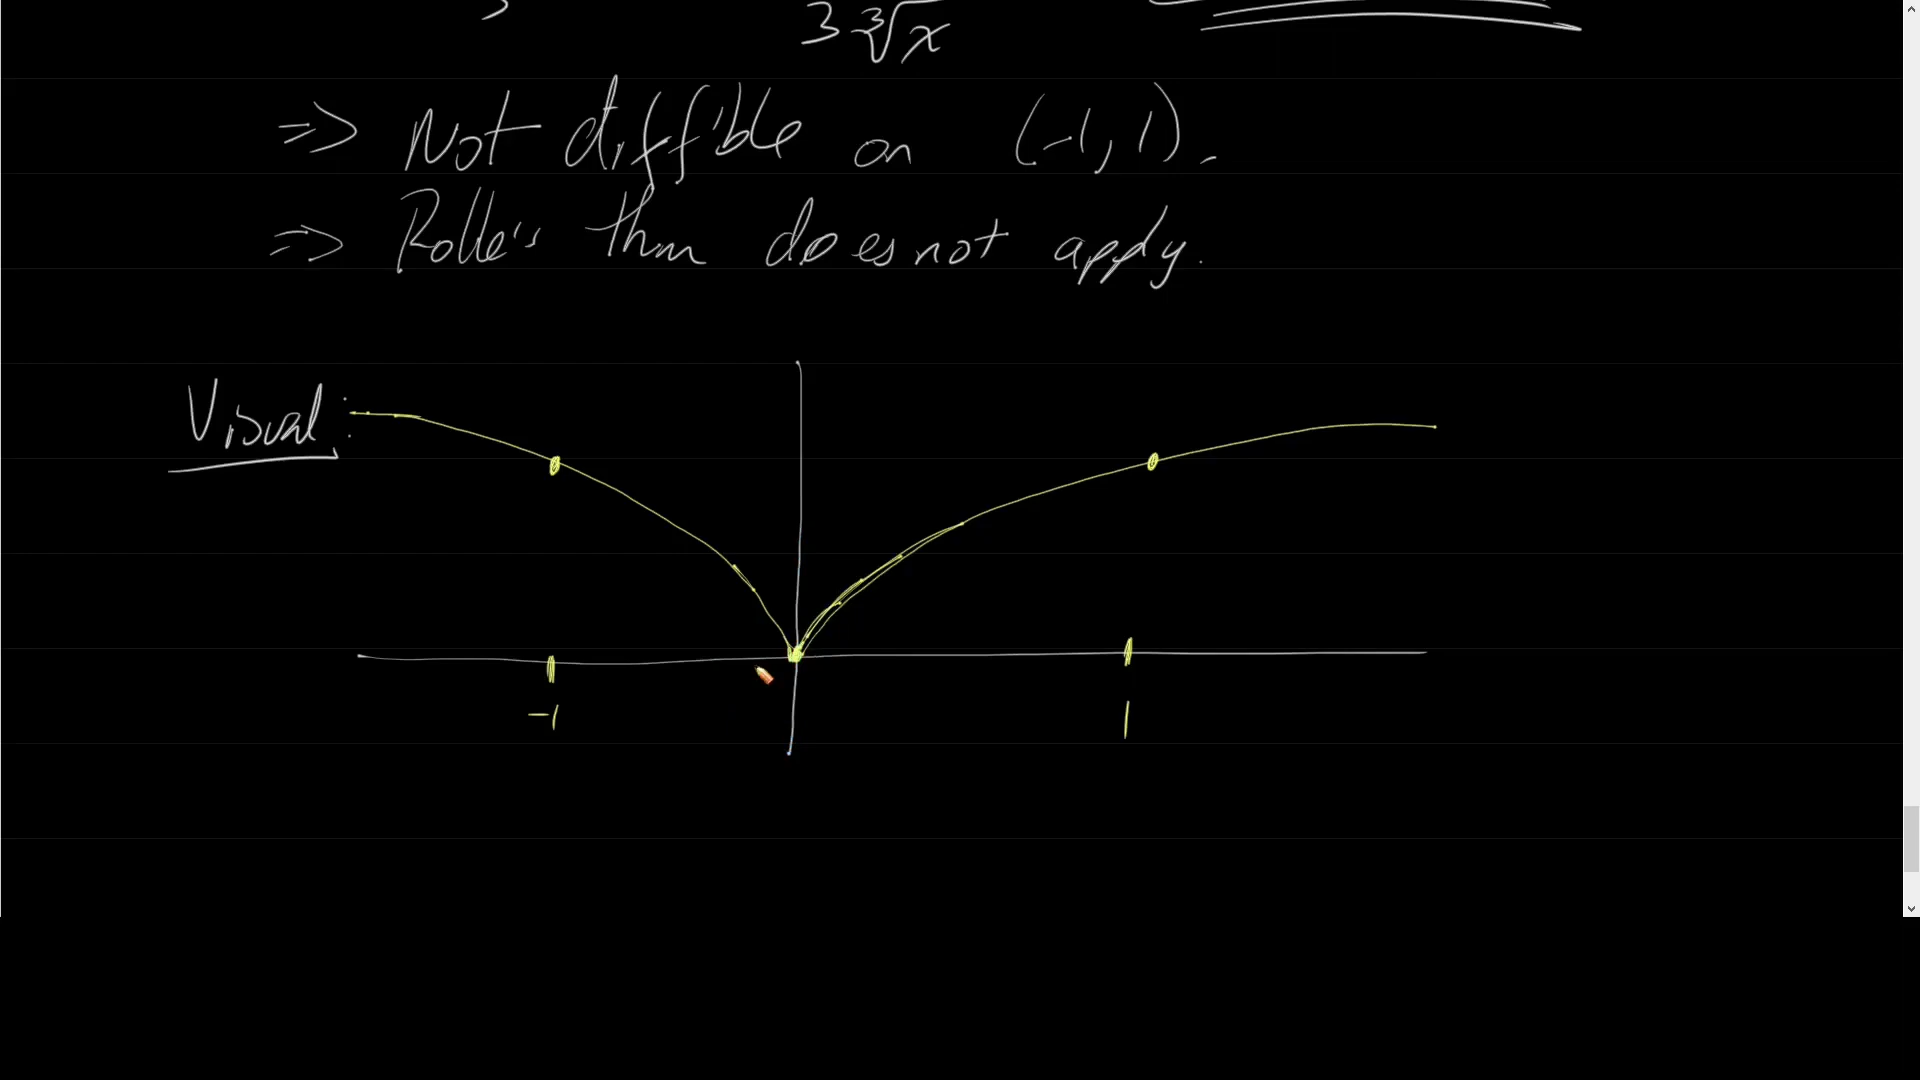 3∛x
=> Not diff'ble on (-1, 1).
=> Rolle's thm does not apply.
Visual:
-1 1